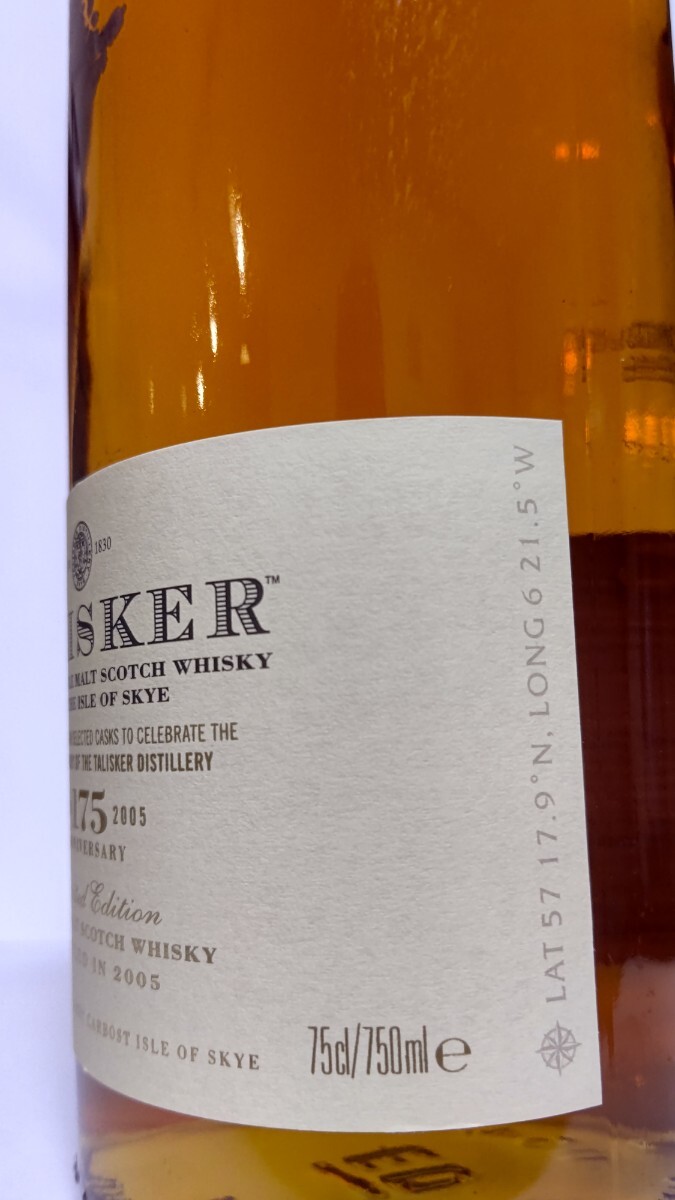 1830
ISKER™
MALT SCOTCH WHISKY
ISLE OF SKYE
SELECTED CASKS TO CELEBRATE THE
OF THE TALISKER DISTILLERY
175 2005
Edition
SCOTCH WHISKY
IN 2005
CARBOST ISLE OF SKYE
75cl/750ml e
LAT 57 17.9°N, LONG 6 21.5°W